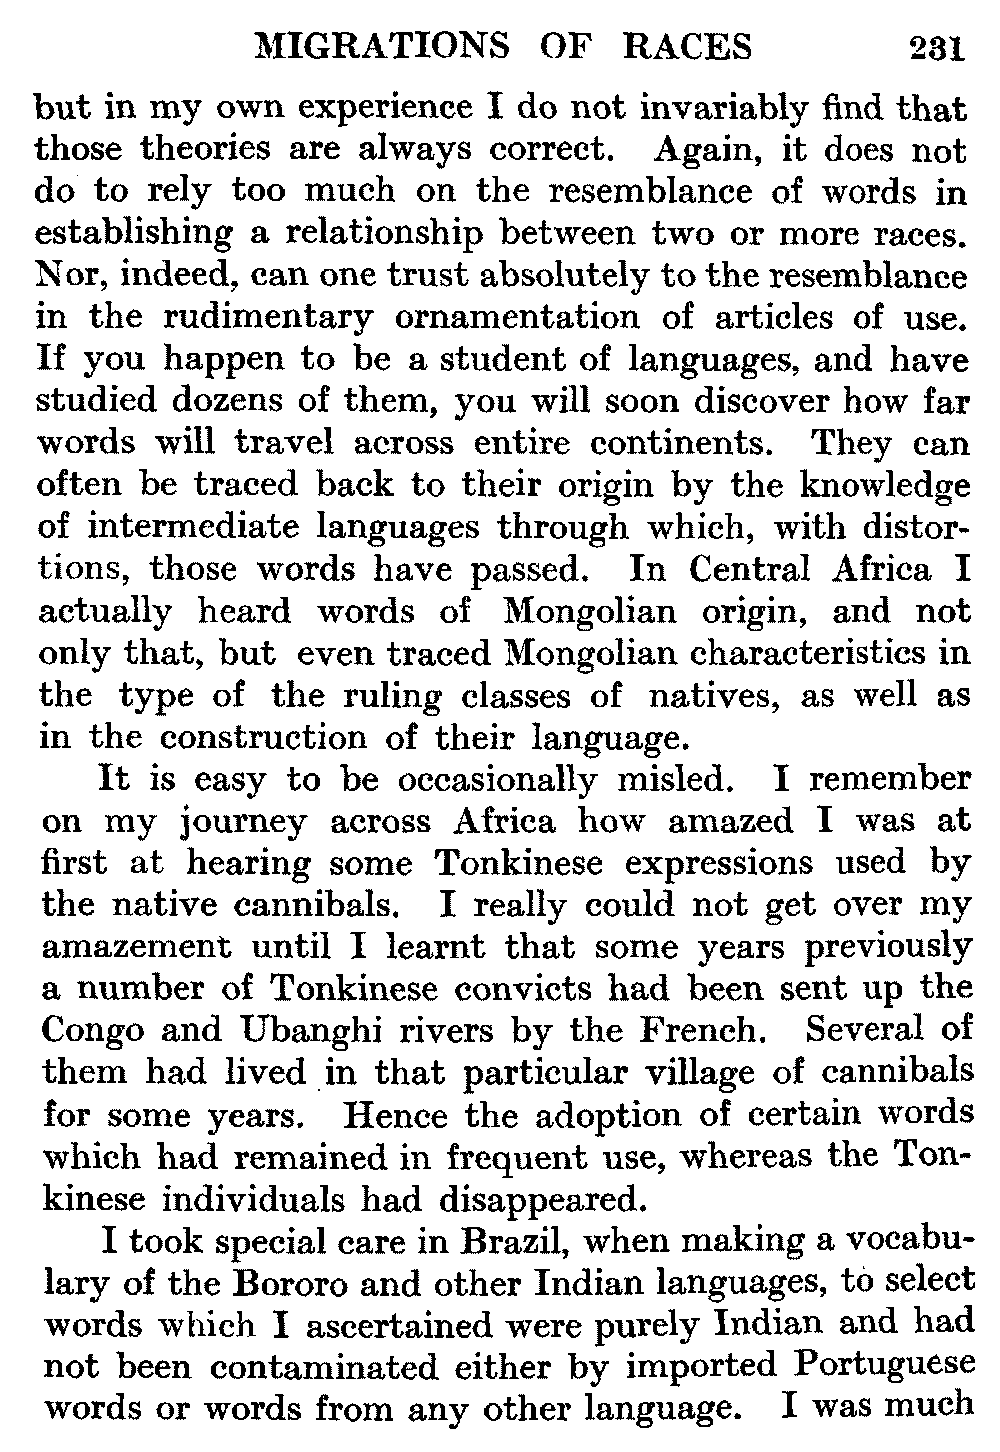 MIGRATIONS OF RACES 231
but in my own experience I do not invariably find that
those theories are always correct. Again, it does not
do to rely too much on the resemblance of words in
establishing a relationship between two or more races.
Nor, indeed, can one trust absolutely to the resemblance
in the rudimentary ornamentation of articles of use.
If you happen to be a student of languages, and have
studied dozens of them, you will soon discover how far
words will travel across entire continents. They can
often be traced back to their origin by the knowledge
of intermediate languages through which, with distor-
tions, those words have passed. In Central Africa I
actually heard words of Mongolian origin, and not
only that, but even traced Mongolian characteristics in
the type of the ruling classes of natives, as well as
in the construction of their language.
It is easy to be occasionally misled. I remember
on my journey across Africa how amazed I was at
first at hearing some Tonkinese expressions used by
the native cannibals. I really could not get over my
amazement until I learnt that some years previously
a number of Tonkinese convicts had been sent up the
Congo and Ubanghi rivers by the French. Several of
them had lived in that particular village of cannibals
for some years. Hence the adoption of certain words
which had remained in frequent use, whereas the Ton-
kinese individuals had disappeared.
I took special care in Brazil, when making a vocabu-
lary of the Bororo and other Indian languages, to select
words which I ascertained were purely Indian and had
not been contaminated either by imported Portuguese
words or words from any other language. I was much